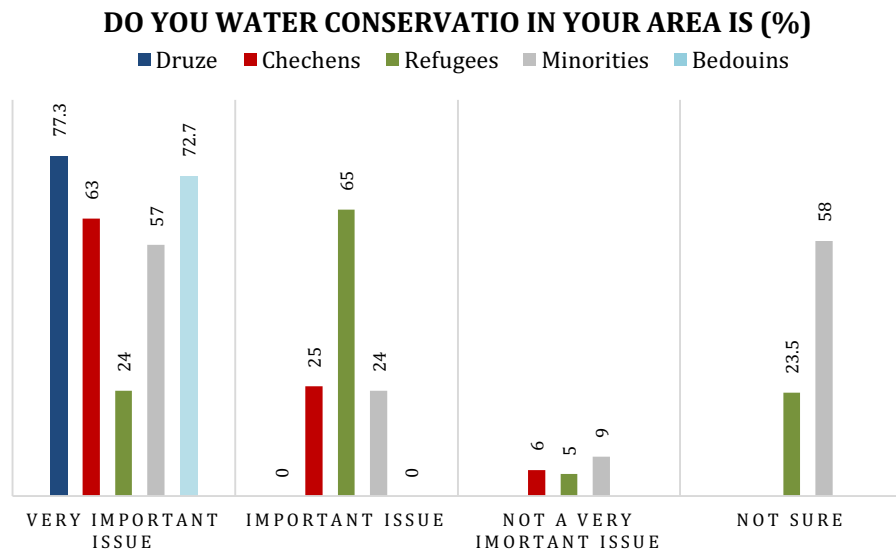 DO YOU WATER CONSERVATIO IN YOUR AREA IS (%)
Druze Chechens Refugees Minorities Bedouins
77.3
63
24
57
72.7
0
25
65
24
0
6
5
9
23.5
58
VERY IMPORTANT
ISSUE
IMPORTANT ISSUE
NOT A VERY
IMORTANT ISSUE
NOT SURE